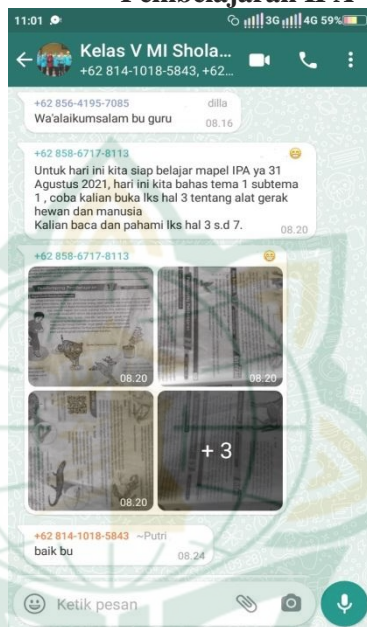 Pembelajaran IPA
11:01
3G 4G 59%
Kelas V MI Shola...
+62 814-1018-5843, +62...
+62 856-4195-7085 dilla
Wa'alaikumsalam bu guru 08.16
+62 858-6717-8113
Untuk hari ini kita siap belajar mapel IPA ya 31
Agustus 2021, hari ini kita bahas tema 1 subtema
1 , coba kalian buka lks hal 3 tentang alat gerak
hewan dan manusia
Kalian baca dan pahami lks hal 3 s.d 7. 08.20
+62 858-6717-8113
08.20 08.20
08.20 + 3
+62 814-1018-5843 ~Putri
baik bu 08.24
Ketik pesan